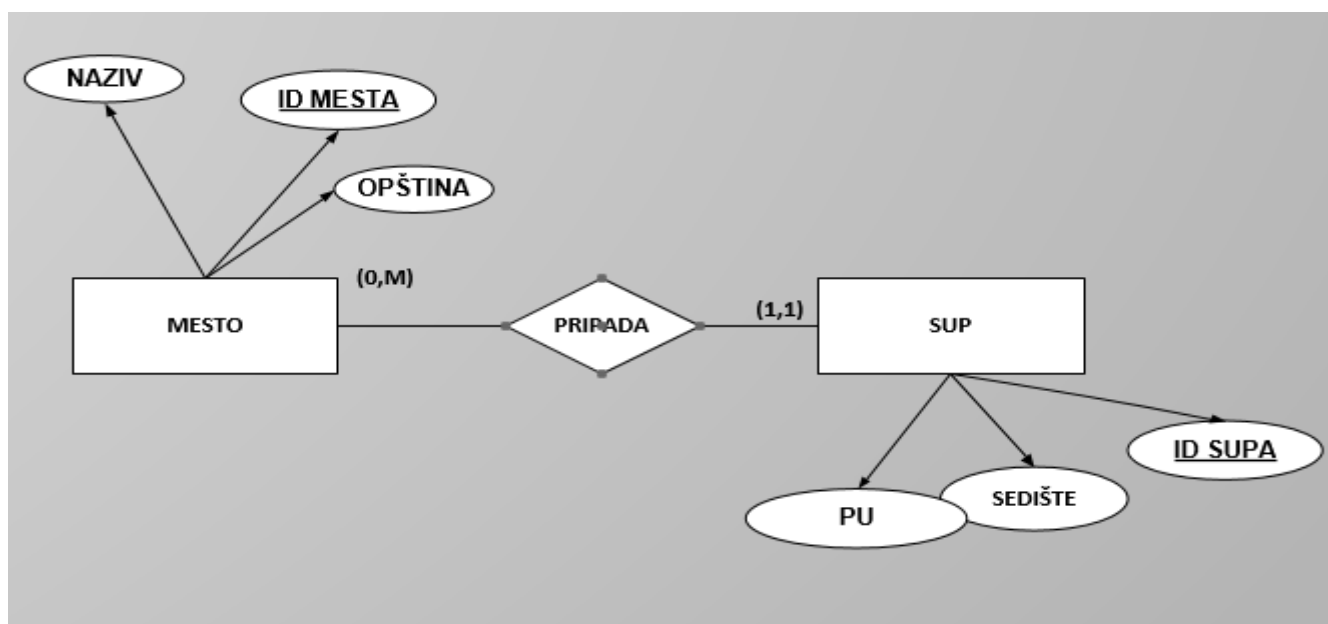 NAZIV
ID MESTA
OPŠTINA
(0,M)
MESTO
PRIPADA
(1,1)
SUP
ID SUPA
SEDIŠTE
PU